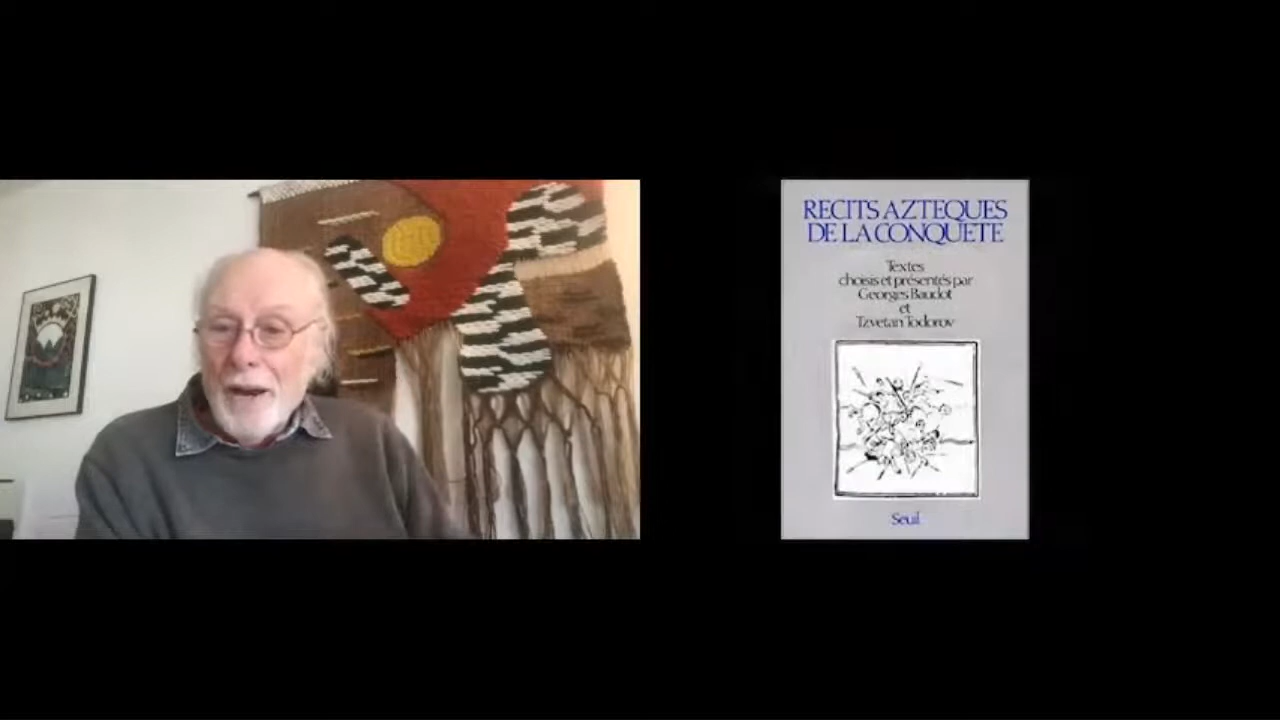 RECITS AZTEQUES
DE LA CONQUETE
Textes
choisis et présentés par
Georges Baudot
et
Tzvetan Todorov
Seuil